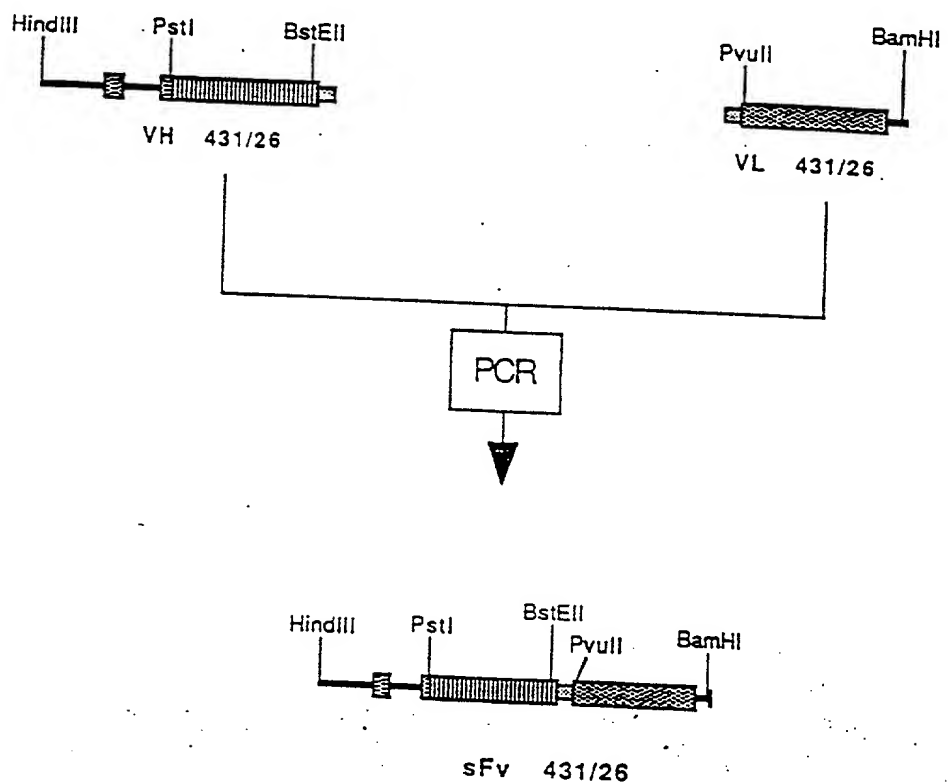 HindIII PstI BstEII
VH 431/26
PvuII BamHI
VL 431/26
PCR
HindIII PstI BstEII PvuII BamHI
sFv 431/26